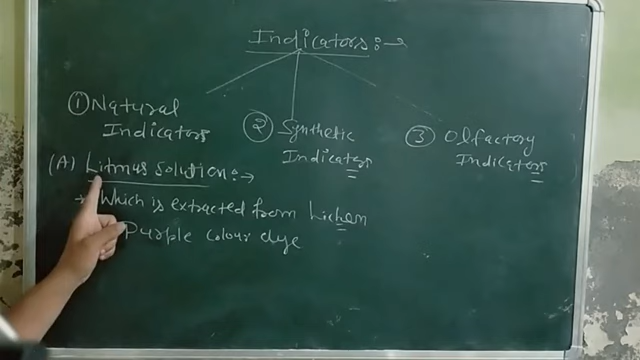 Indicators:→
① Natural Indicators
② Synthetic Indicators
③ Olfactory Indicators
(A) Litmus solution:→
→ Which is extracted from Lichen
Purple colour dye